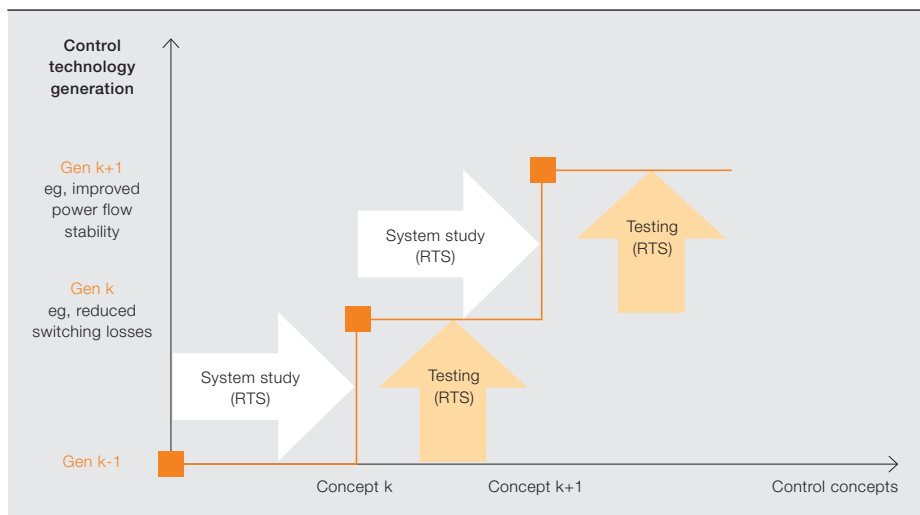 Control
technology
generation
Gen k+1
eg, improved
power flow
stability
Gen k
eg, reduced
switching losses
Gen k-1
System study
(RTS)
Testing
(RTS)
System study
(RTS)
Testing
(RTS)
Concept k
Concept k+1
Control concepts